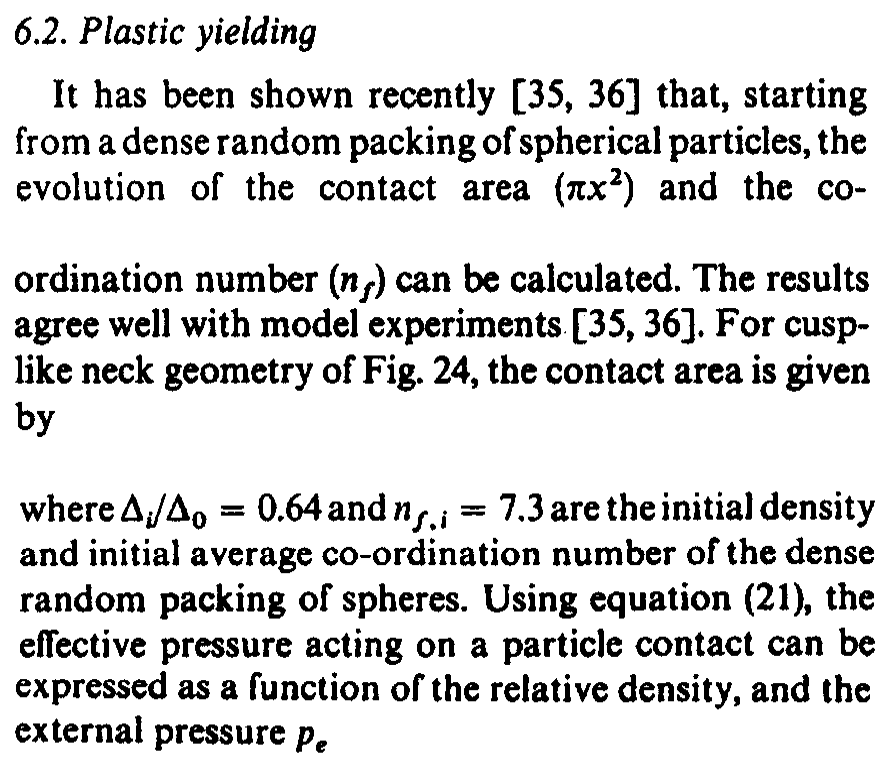 6.2. Plastic yielding
It has been shown recently [35, 36] that, starting
from a dense random packing of spherical particles, the
evolution of the contact area (πx²) and the co-
ordination number (n_f) can be calculated. The results
agree well with model experiments [35, 36]. For cusp-
like neck geometry of Fig. 24, the contact area is given
by
where Δ_i/Δ_0 = 0.64 and n_{f,i} = 7.3 are the initial density
and initial average co-ordination number of the dense
random packing of spheres. Using equation (21), the
effective pressure acting on a particle contact can be
expressed as a function of the relative density, and the
external pressure p_e